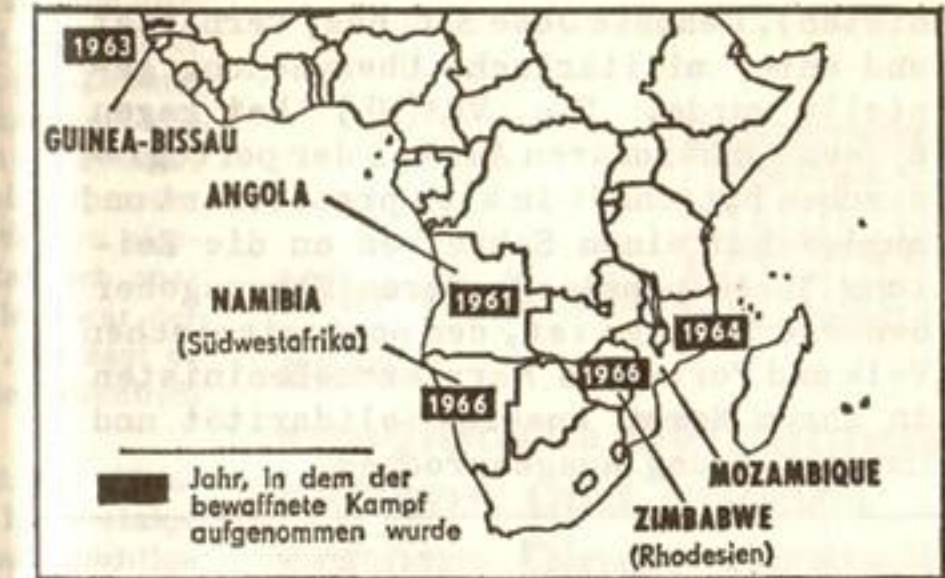 1963
GUINEA-BISSAU
ANGOLA
NAMIBIA
(Südwestafrika)
1961
1964
1966
1966
MOZAMBIQUE
ZIMBABWE
(Rhodesien)
Jahr, in dem der
bewaffnete Kampf
aufgenommen wurde